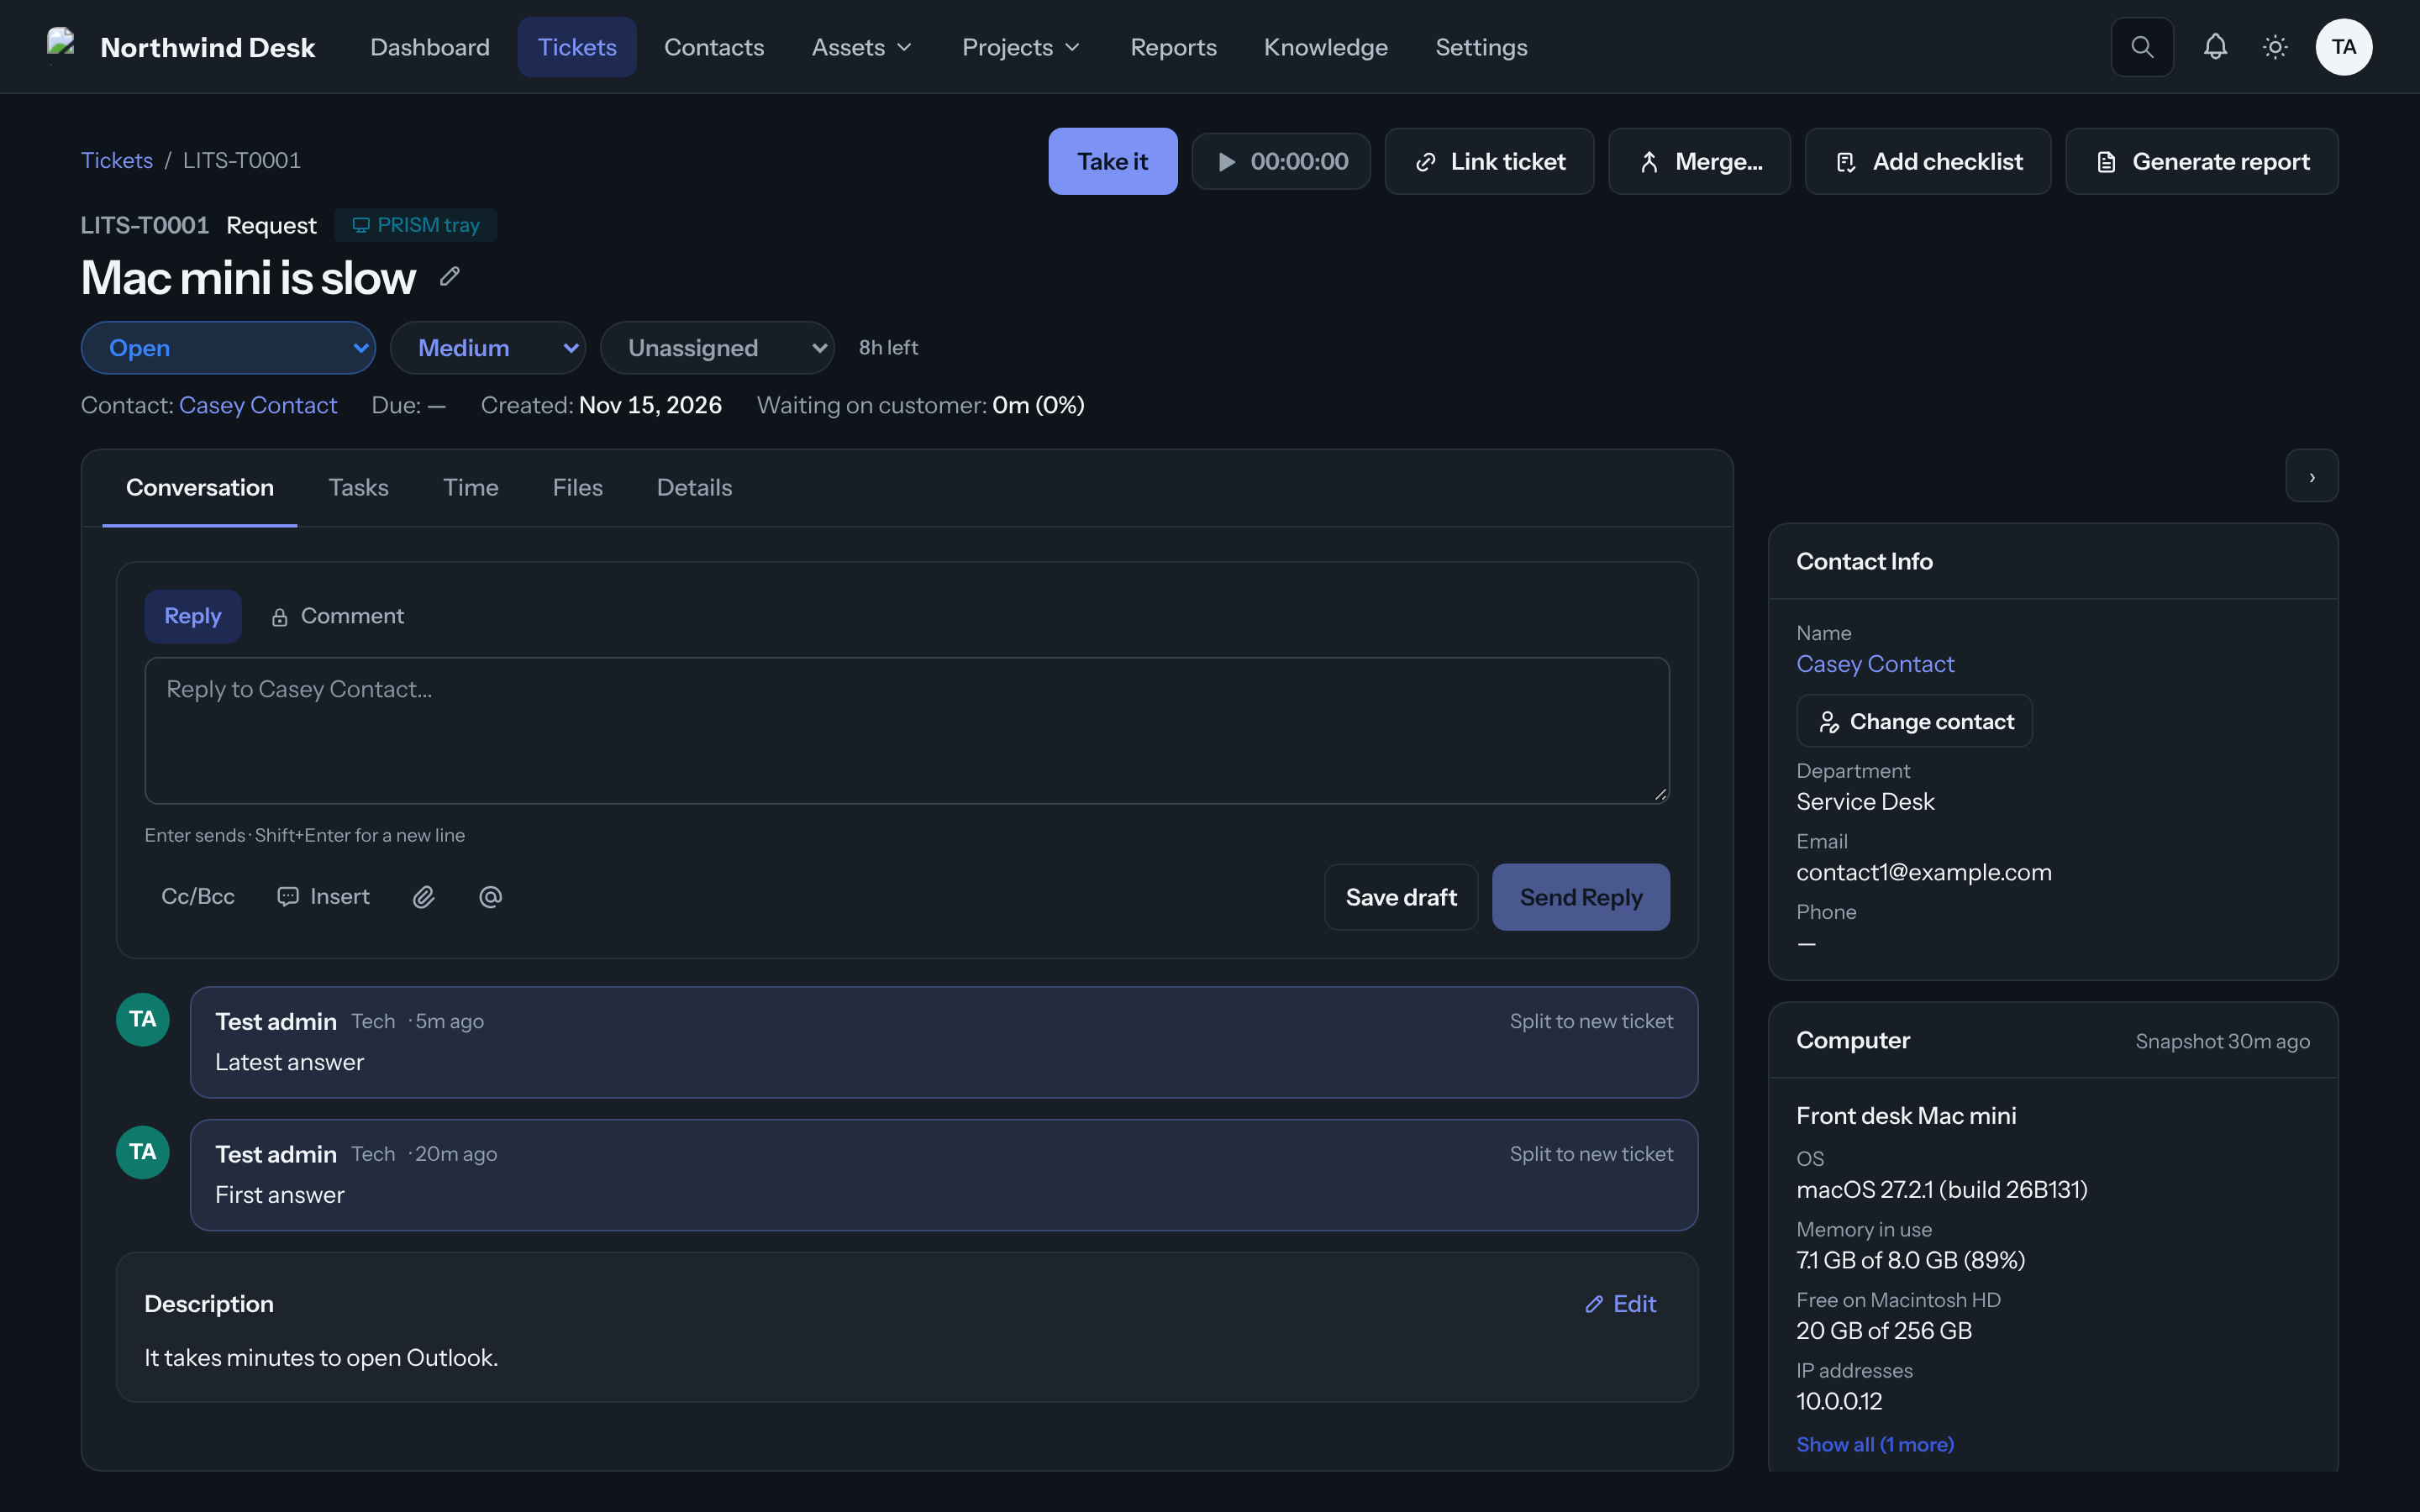 Northwind Desk Dashboard Tickets Contacts Assets Projects Reports Knowledge Settings TA
Tickets / LITS-T0001
Take it 00:00:00 Link ticket Merge... Add checklist Generate report
LITS-T0001 Request PRISM tray
Mac mini is slow
Open Medium Unassigned 8h left
Contact: Casey Contact Due: — Created: Nov 15, 2026 Waiting on customer: 0m (0%)
Conversation Tasks Time Files Details
Reply Comment
Reply to Casey Contact...
Enter sends · Shift+Enter for a new line
Cc/Bcc Insert Save draft Send Reply
TA Test admin Tech · 5m ago Split to new ticket
Latest answer
TA Test admin Tech · 20m ago Split to new ticket
First answer
Description Edit
It takes minutes to open Outlook.
›
Contact Info
Name
Casey Contact
Change contact
Department
Service Desk
Email
contact1@example.com
Phone
—
Computer Snapshot 30m ago
Front desk Mac mini
OS
macOS 27.2.1 (build 26B131)
Memory in use
7.1 GB of 8.0 GB (89%)
Free on Macintosh HD
20 GB of 256 GB
IP addresses
10.0.0.12
Show all (1 more)